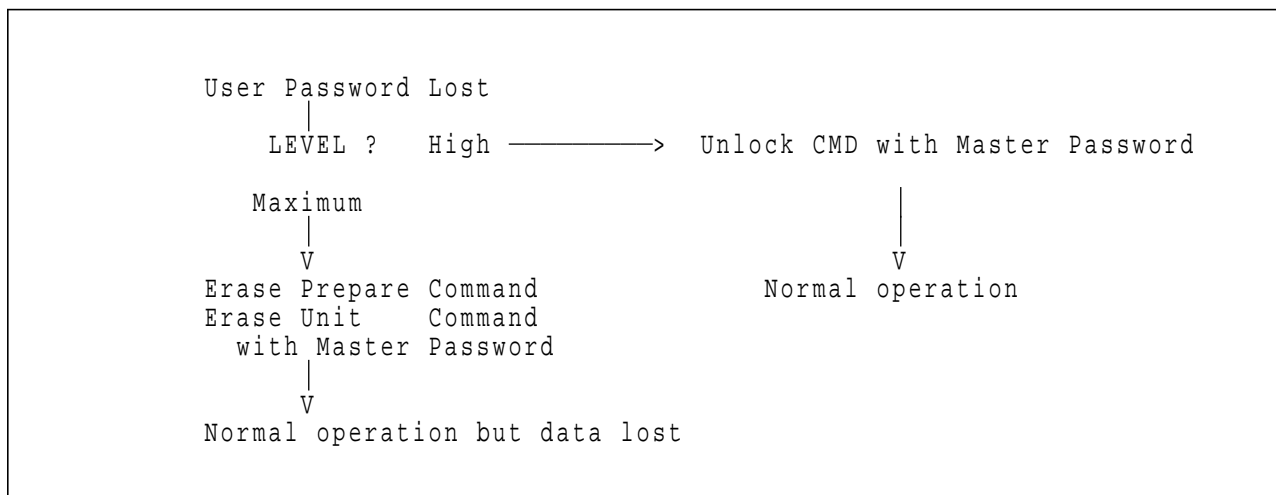 User Password Lost
LEVEL ? High ————————> Unlock CMD with Master Password
Maximum
V V
Erase Prepare Command Normal operation
Erase Unit Command
with Master Password
V
Normal operation but data lost